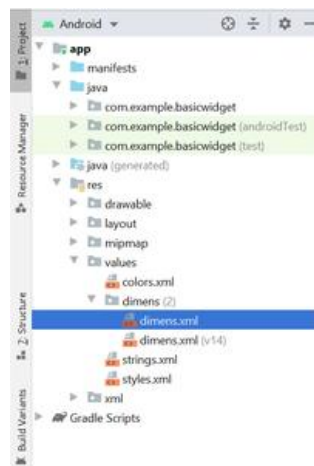 Android
app
manifests
java
com.example.basicwidget
com.example.basicwidget (androidTest)
com.example.basicwidget (test)
java (generated)
res
drawable
layout
mipmap
values
colors.xml
dimens (2)
dimens.xml
dimens.xml (v14)
strings.xml
styles.xml
xml
Gradle Scripts
1: Project
Resource Manager
Z: Structure
Build Variants